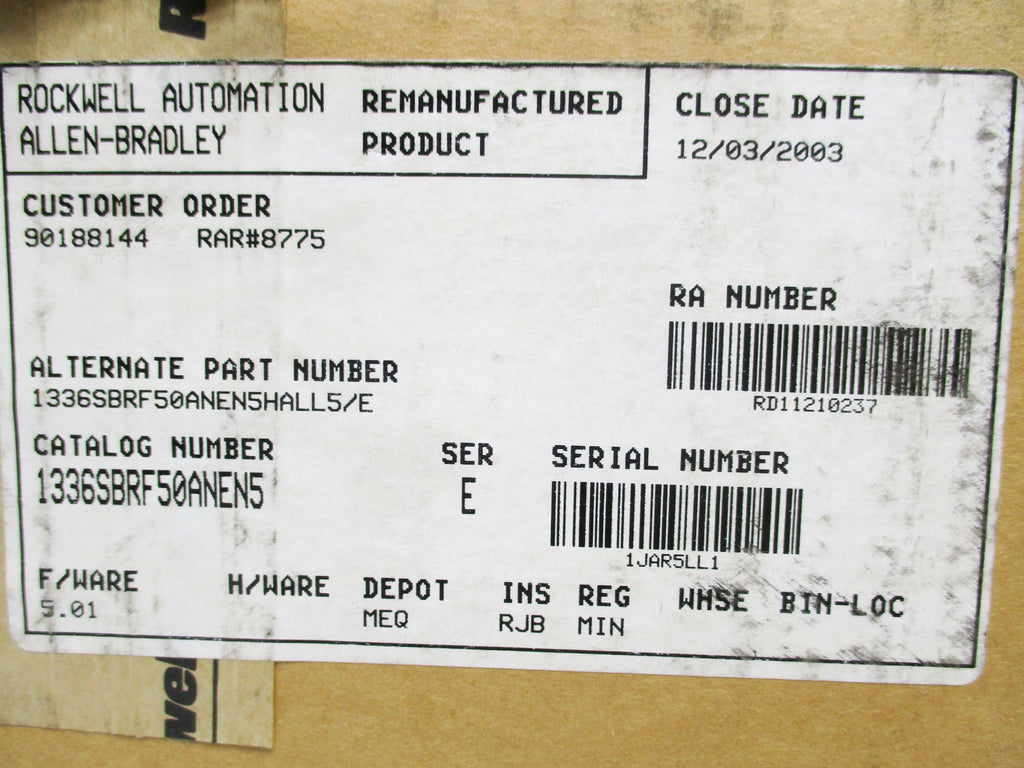 ROCKWELL AUTOMATION
ALLEN-BRADLEY
REMANUFACTURED
PRODUCT
CLOSE DATE
12/03/2003
CUSTOMER ORDER
90188144 RAR#8775
RA NUMBER
RD11210237
ALTERNATE PART NUMBER
1336SBRF50ANEN5HALL5/E
CATALOG NUMBER
1336SBRF50ANEN5
SER
E
SERIAL NUMBER
1JAR5LL1
F/WARE
5.01
H/WARE
DEPOT
MEQ
INS
RJB
REG
MIN
WHSE
BIN-LOC